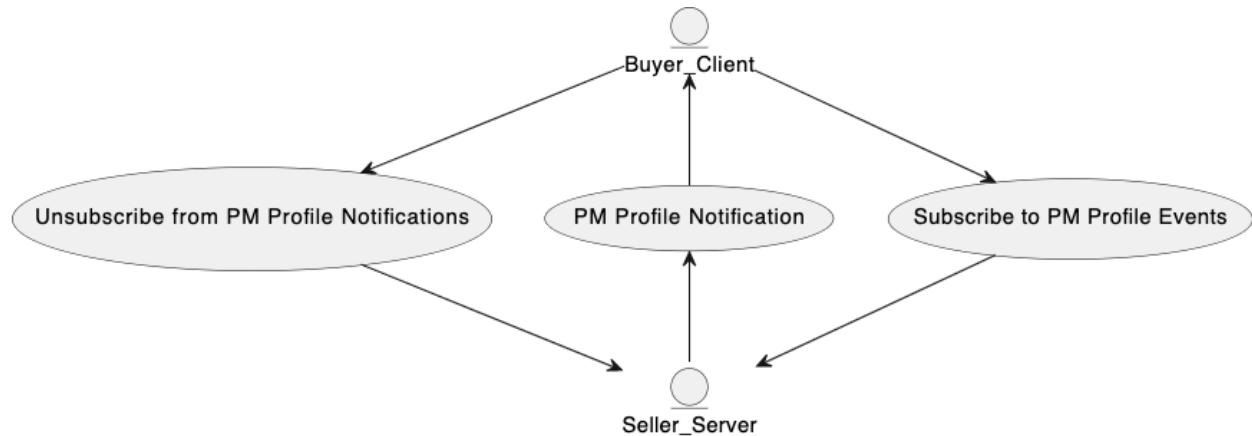 Buyer_Client
Unsubscribe from PM Profile Notifications
PM Profile Notification
Subscribe to PM Profile Events
Seller_Server